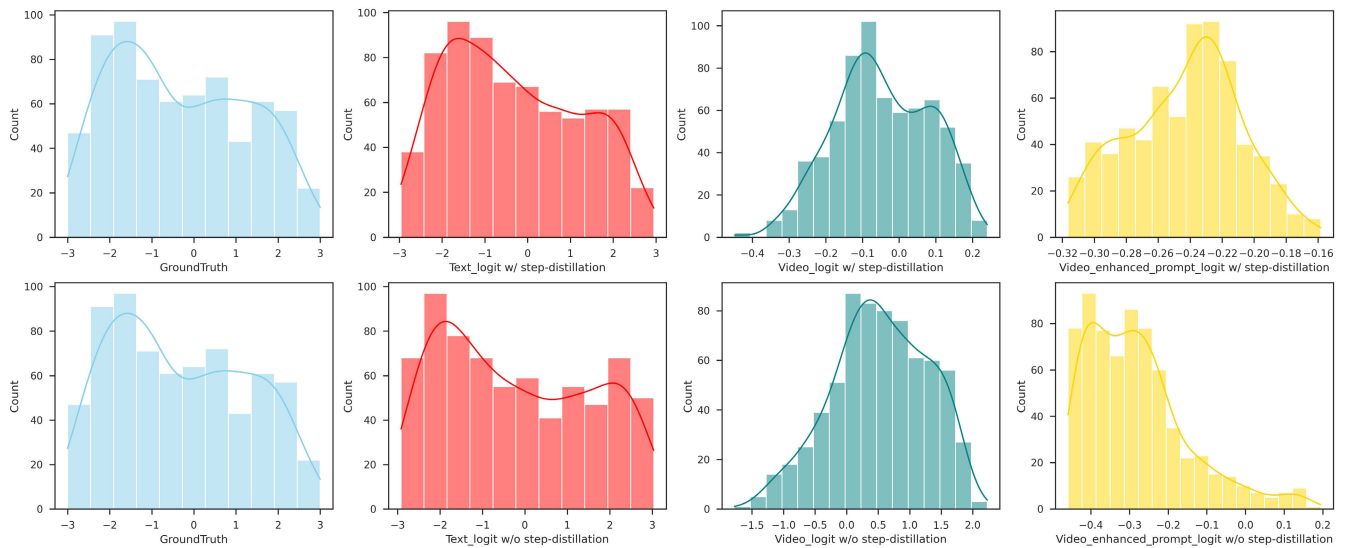 100
80
60
40
20
0
Count
−3 −2 −1 0 1 2 3
GroundTruth
100
80
60
40
20
0
Count
−3 −2 −1 0 1 2 3
Text_logit w/ step-distillation
100
80
60
40
20
0
Count
−0.4 −0.3 −0.2 −0.1 0.0 0.1 0.2
Video_logit w/ step-distillation
80
60
40
20
0
Count
−0.32 −0.30 −0.28 −0.26 −0.24 −0.22 −0.20 −0.18 −0.16
Video_enhanced_prompt_logit w/ step-distillation
100
80
60
40
20
0
Count
−3 −2 −1 0 1 2 3
GroundTruth
100
80
60
40
20
0
Count
−3 −2 −1 0 1 2 3
Text_logit w/o step-distillation
80
60
40
20
0
Count
−1.5 −1.0 −0.5 0.0 0.5 1.0 1.5 2.0
Video_logit w/o step-distillation
80
60
40
20
0
Count
−0.4 −0.3 −0.2 −0.1 0.0 0.1 0.2
Video_enhanced_prompt_logit w/o step-distillation